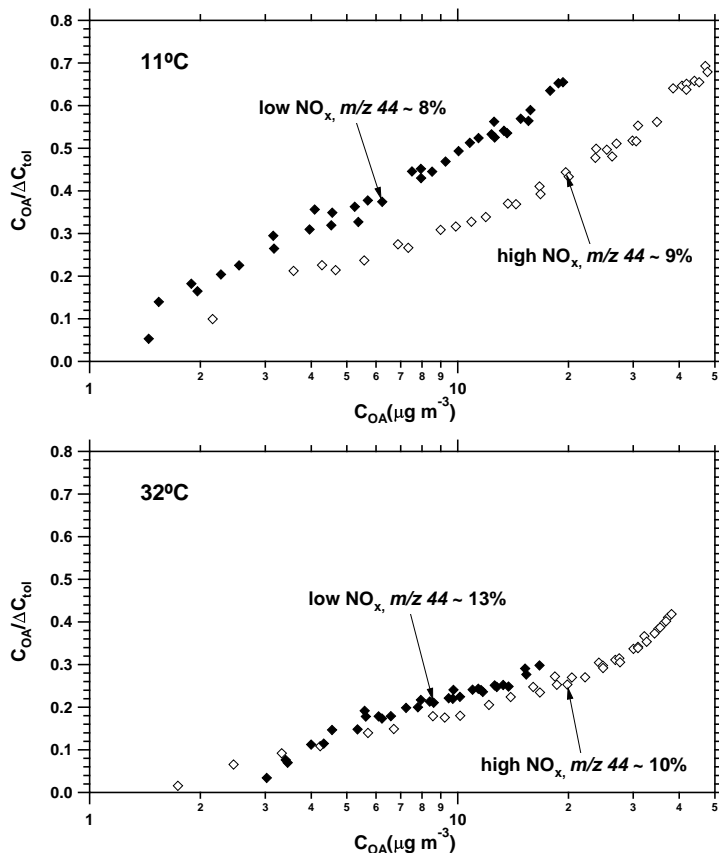 0.8
0.7
0.6
0.5
0.4
0.3
0.2
0.1
0.0
C_OA/ΔC_tol
11ºC
low NOₓ, m/z 44 ~ 8%
high NOₓ, m/z 44 ~ 9%
1 2 3 4 5 6 7 8 9 10 2 3 4 5
C_OA(μg m⁻³)
0.8
0.7
0.6
0.5
0.4
0.3
0.2
0.1
0.0
C_OA/ΔC_tol
32ºC
low NOₓ, m/z 44 ~ 13%
high NOₓ, m/z 44 ~ 10%
1 2 3 4 5 6 7 8 9 10 2 3 4 5
C_OA(μg m⁻³)